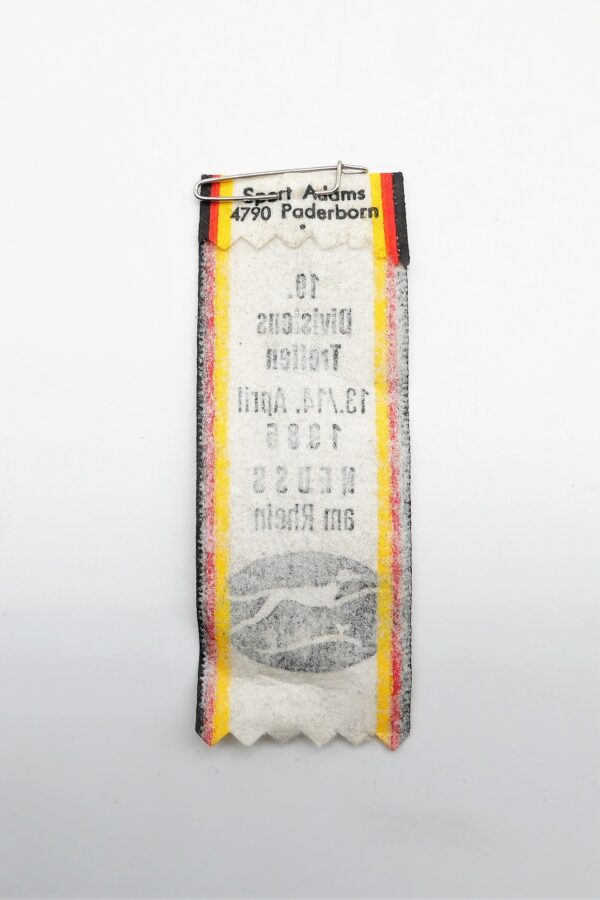 Sport Adams
4790 Paderborn
19.
Divisions
Treffen
13./14. April
1985
NEUSS
am Rhein